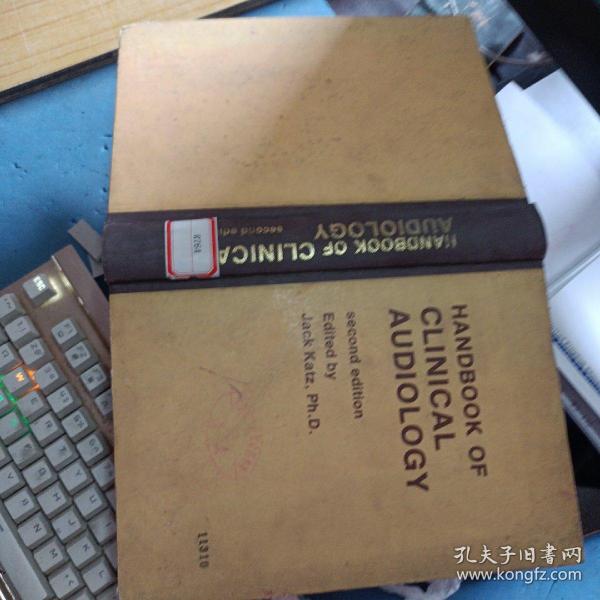 HANDBOOK OF
CLINICAL
AUDIOLOGY
second edition
Edited by
Jack Katz, Ph.D.
11310
HANDBOOK OF CLINICA
AUDIOLOGY
second edi
孔夫子旧书网
www.kongfz.com